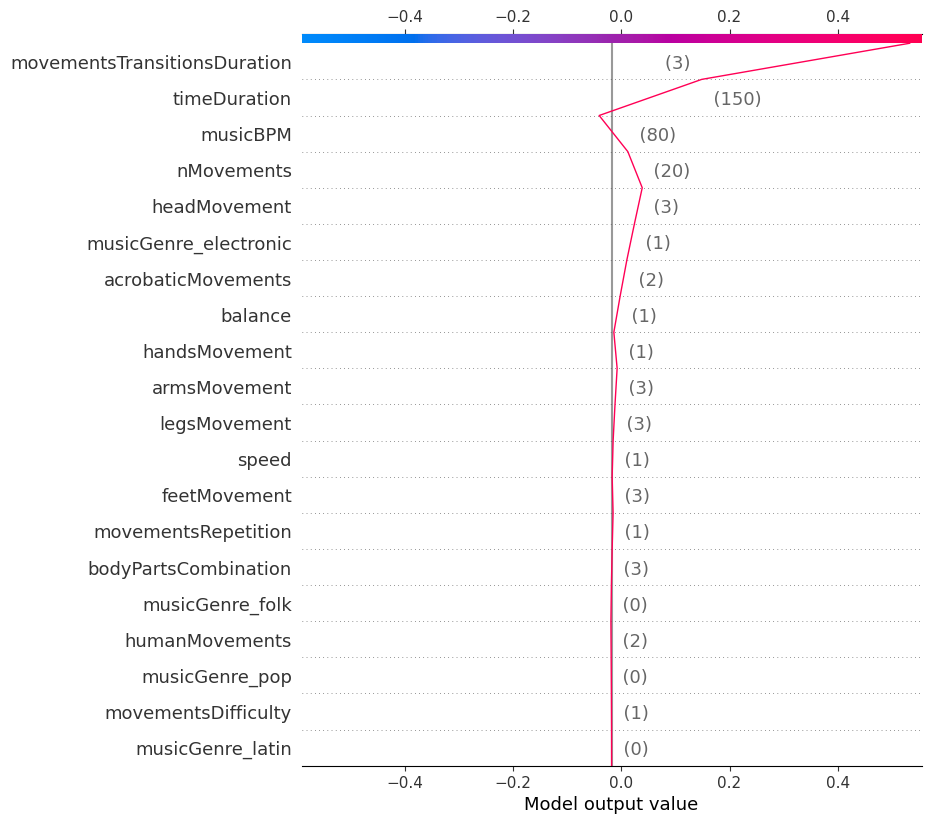 −0.4 −0.2 0.0 0.2 0.4
movementsTransitionsDuration (3)
timeDuration (150)
musicBPM (80)
nMovements (20)
headMovement (3)
musicGenre_electronic (1)
acrobaticMovements (2)
balance (1)
handsMovement (1)
armsMovement (3)
legsMovement (3)
speed (1)
feetMovement (3)
movementsRepetition (1)
bodyPartsCombination (3)
musicGenre_folk (0)
humanMovements (2)
musicGenre_pop (0)
movementsDifficulty (1)
musicGenre_latin (0)
−0.4 −0.2 0.0 0.2 0.4
Model output value